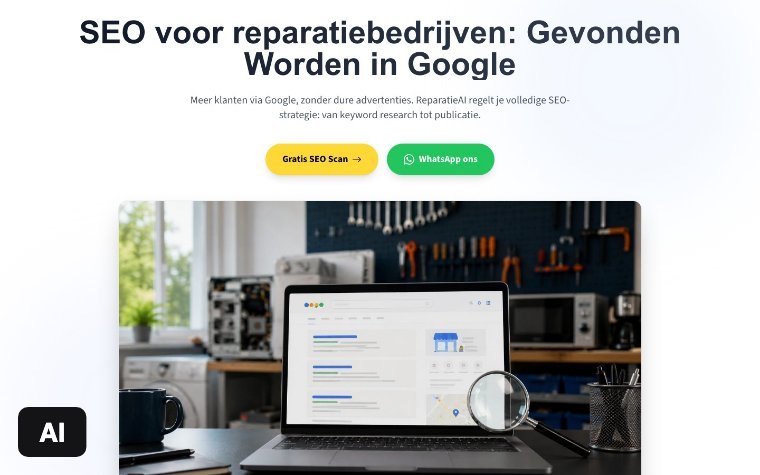 SEO voor reparatiebedrijven: Gevonden
Worden in Google
Meer klanten via Google, zonder dure advertenties. ReparatieAI regelt je volledige SEO-
strategie: van keyword research tot publicatie.
Gratis SEO Scan →
WhatsApp ons
AI